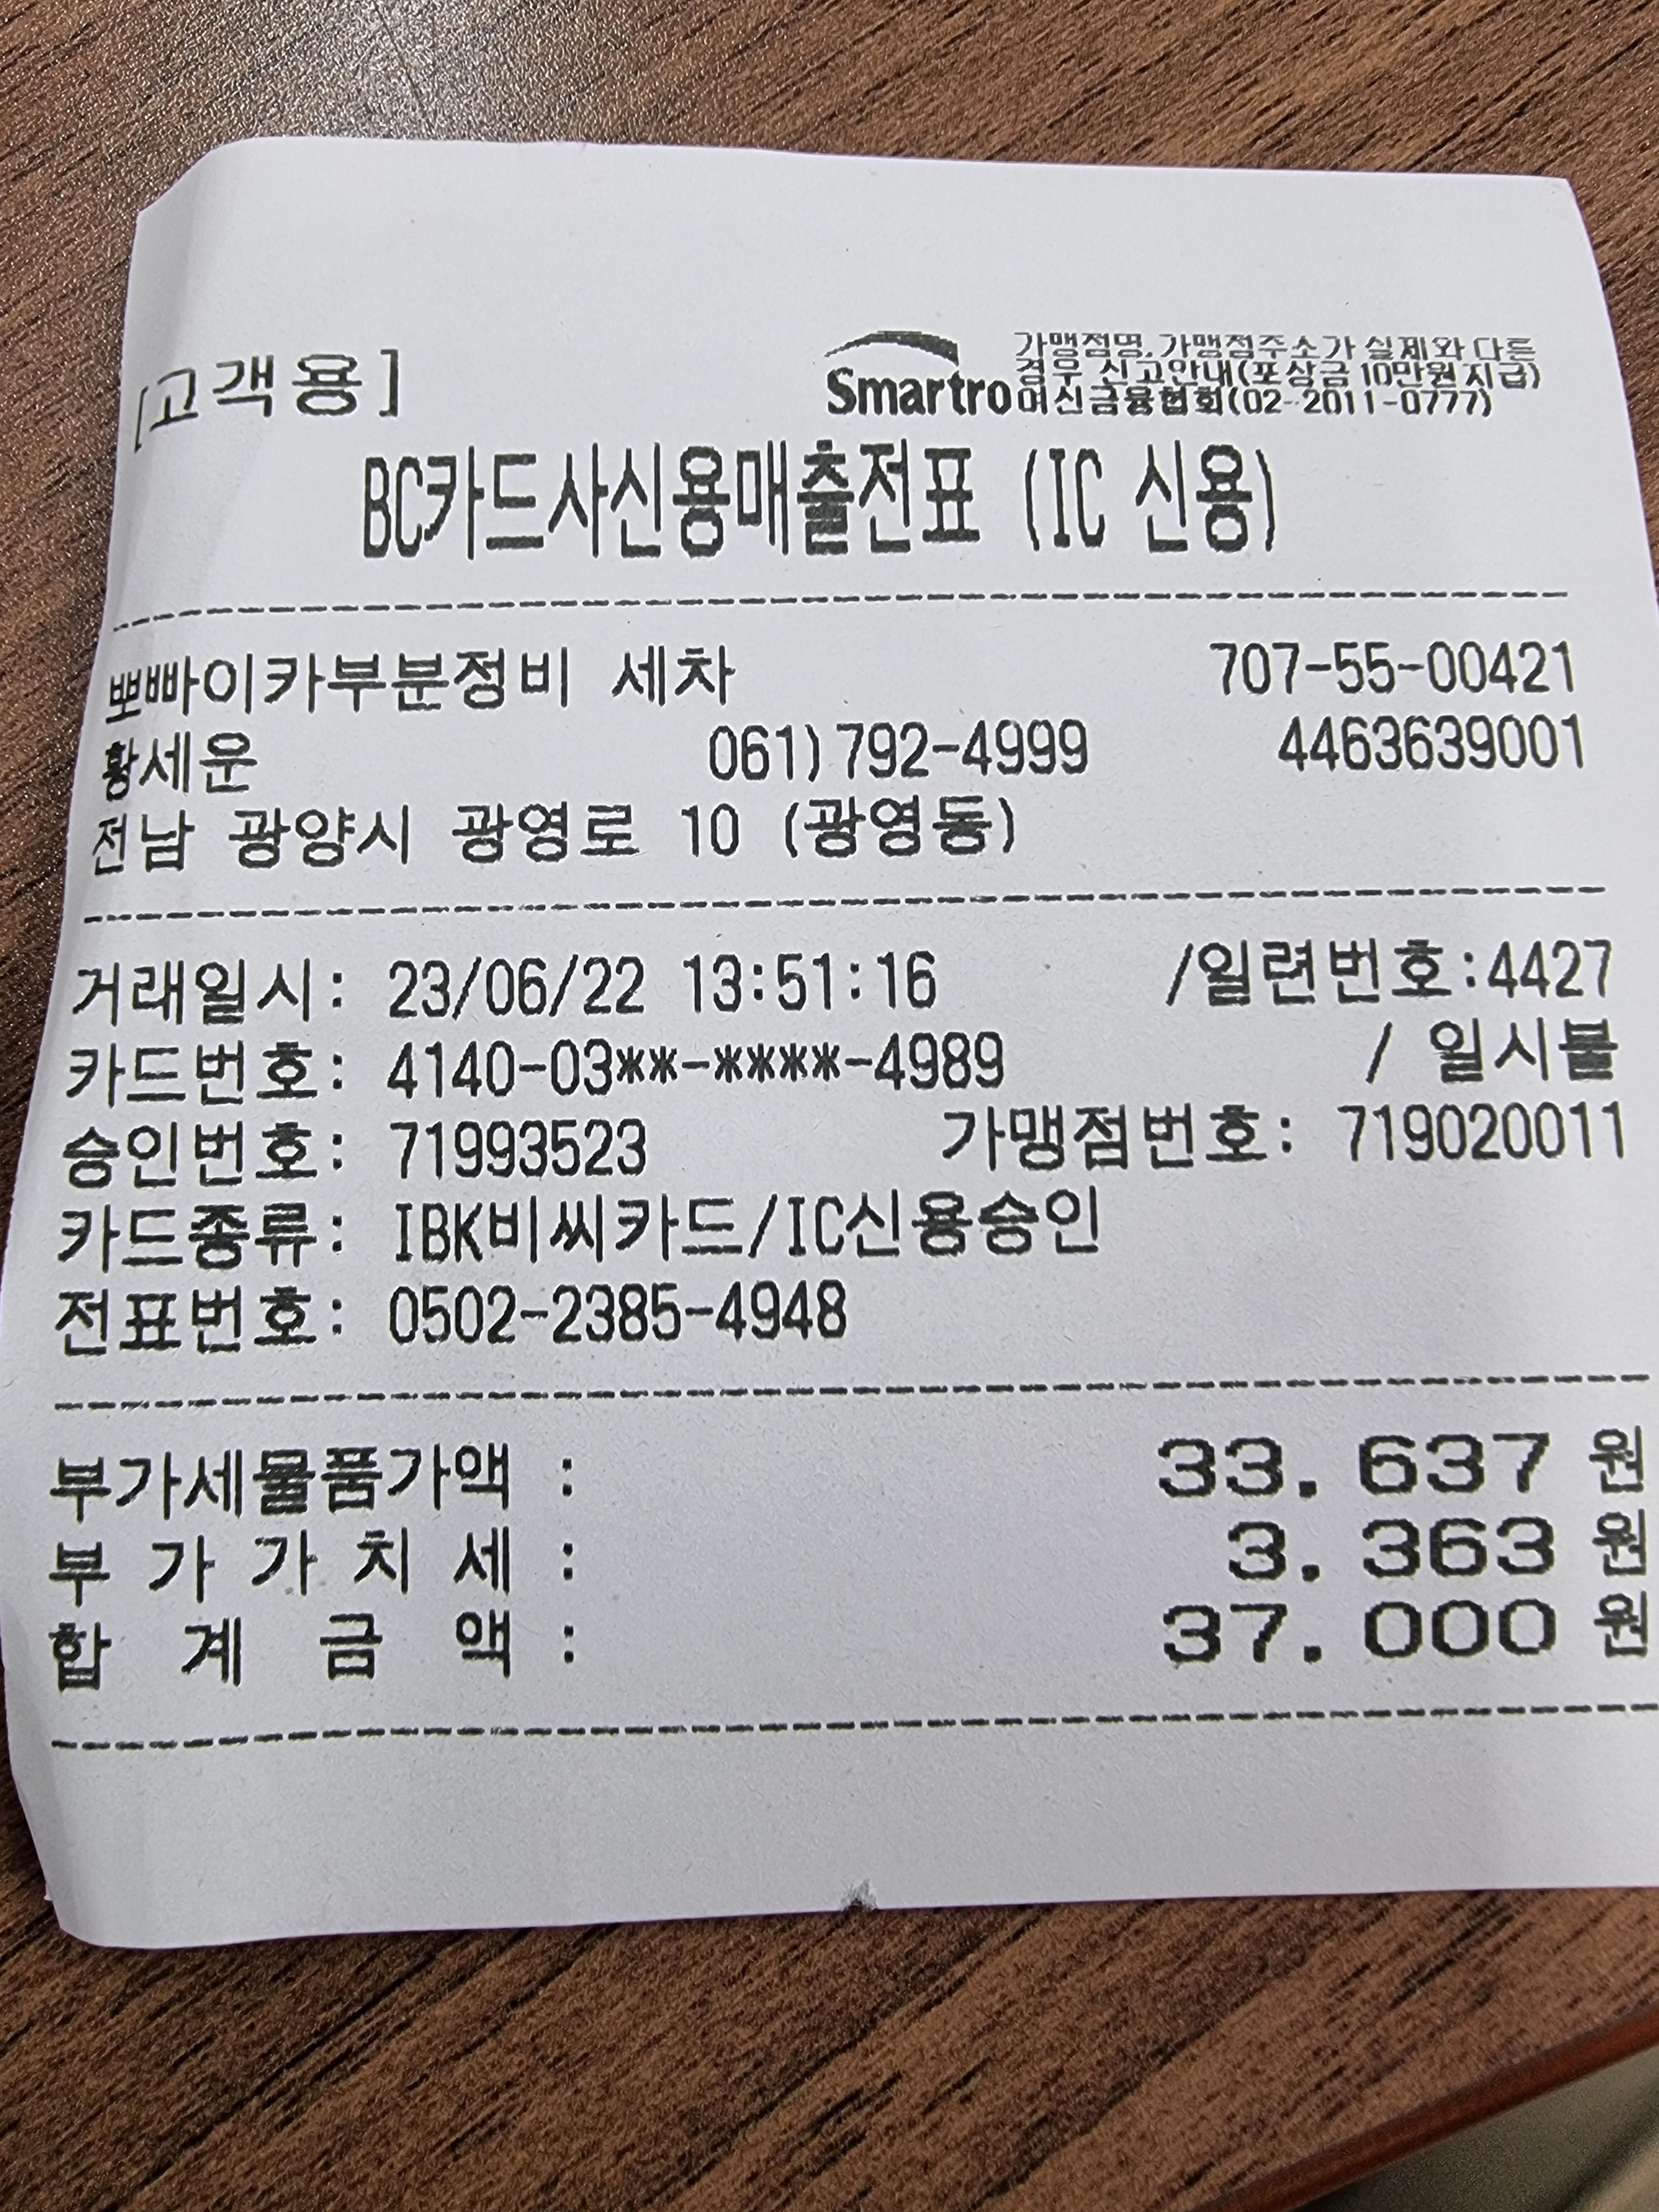 [고객용]
Smartro
가맹점명,가맹점주소가 실제와 다른
경우 신고안내(포상금 10만원 지급)
여신금융협회(02-2011-0777)
BC카드사신용매출전표 (IC 신용)
뽀빠이카부분정비 세차 707-55-00421
황세운 061)792-4999 4463639001
전남 광양시 광영로 10 (광영동)
거래일시: 23/06/22 13:51:16 /일련번호:4427
카드번호: 4140-03**-****-4989 / 일시불
승인번호: 71993523 가맹점번호: 719020011
카드종류: IBK비씨카드/IC신용승인
전표번호: 0502-2385-4948
부가세물품가액 : 33.637 원
부 가 가 치 세 : 3.363 원
합 계 금 액 : 37.000 원